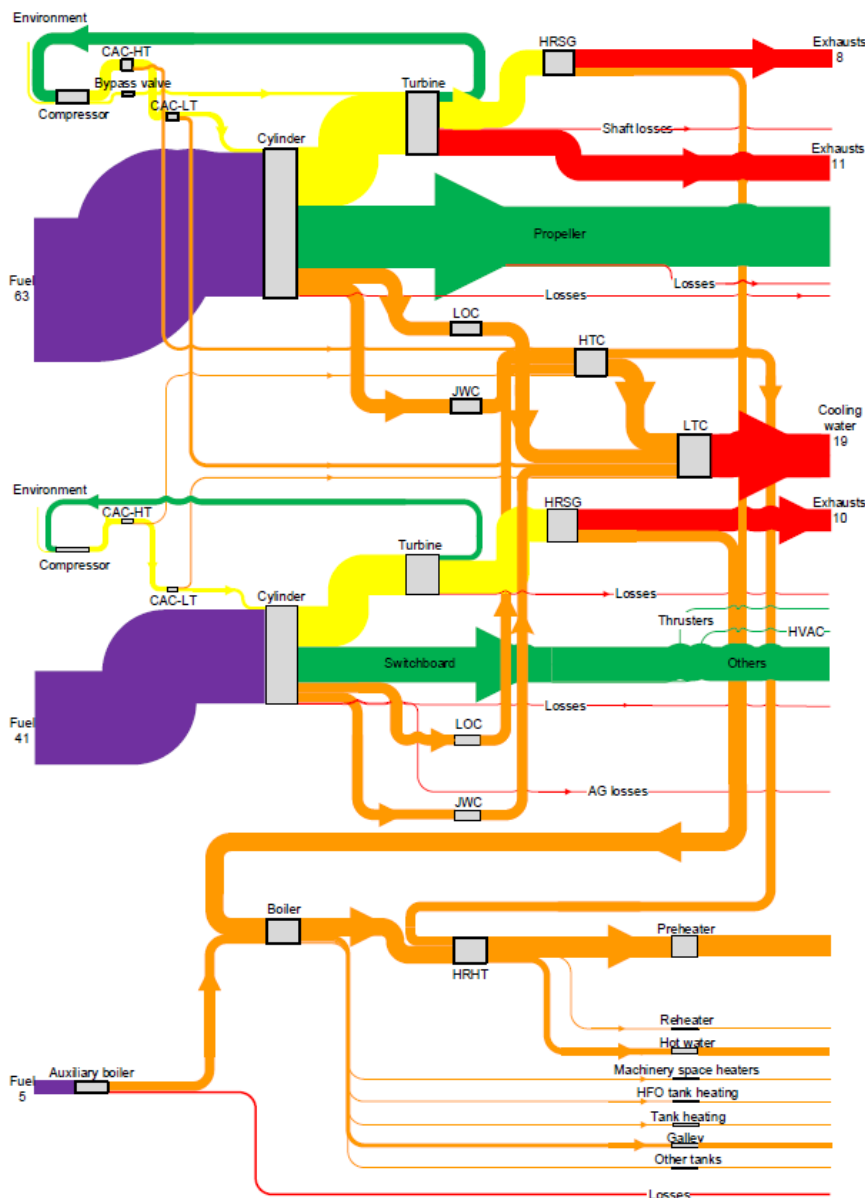 Environment
CAC-HT
HRSG
Exhausts
8
Bypass valve
Turbine
Compressor
CAC-LT
Cylinder
Shaft losses
Exhausts
11
Propeller
Fuel
63
Losses
Losses
LOC
HTC
JWC
LTC
Cooling
water
19
Environment
CAC-HT
HRSG
Exhausts
10
Turbine
Compressor
CAC-LT
Cylinder
Losses
Thrusters
HVAC
Switchboard
Others
Fuel
41
Losses
LOC
AG losses
JWC
Boiler
Preheater
HRHT
Reheater
Hot water
Fuel
5
Auxiliary boiler
Machinery space heaters
HFO tank heating
Tank heating
Galley
Other tanks
Losses